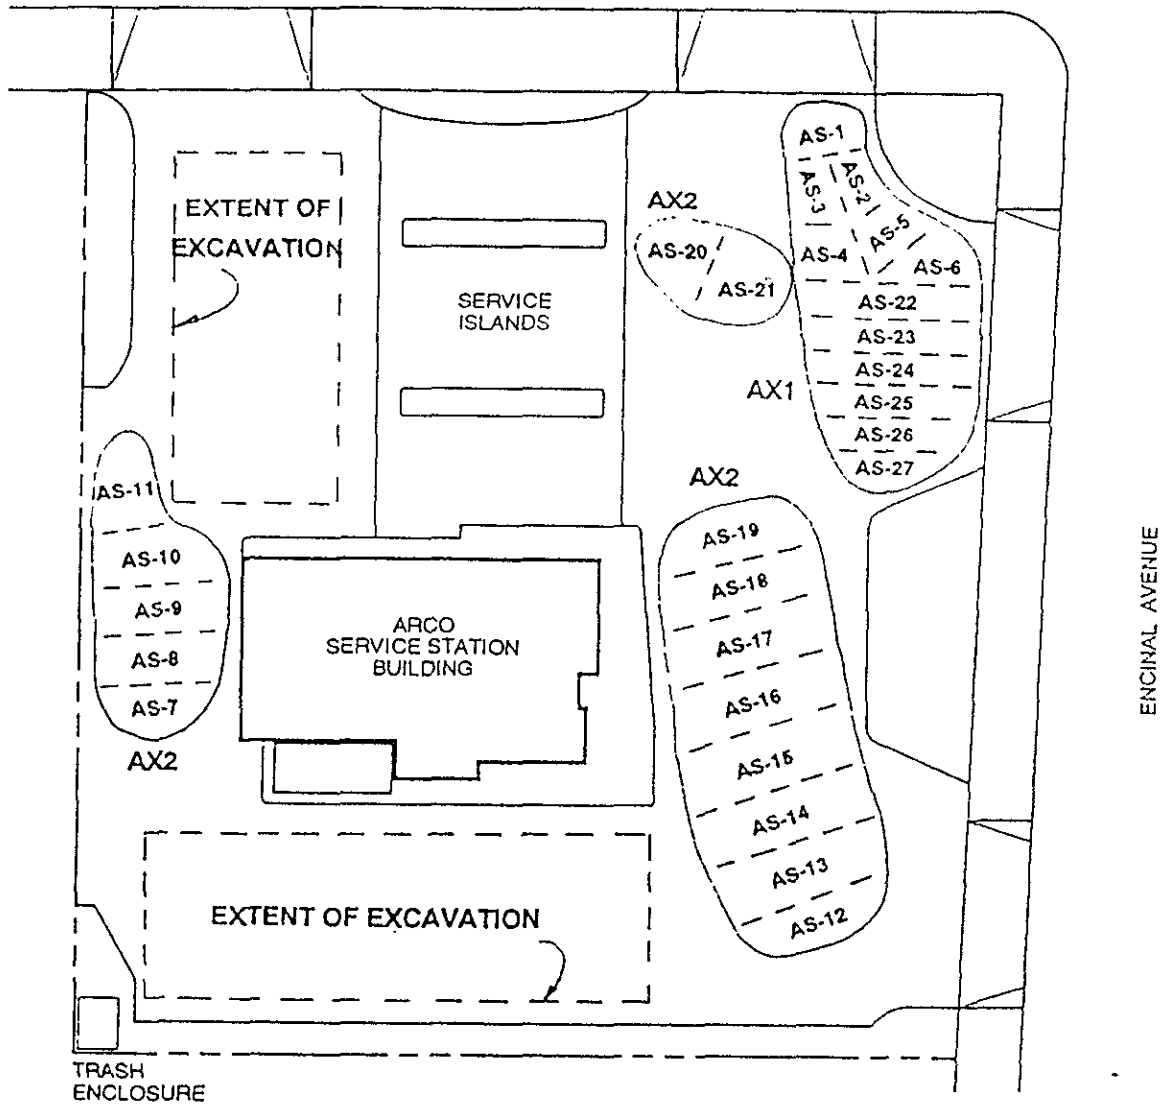 AS-1
AS-2
AS-3
EXTENT OF
EXCAVATION
AX2
AS-5
AS-20
AS-4
AS-6
AS-21
SERVICE
ISLANDS
AS-22
AS-23
AS-24
AX1
AS-25
AS-26
AS-27
AX2
AS-11
AS-19
AS-10
AS-18
AS-9
ARCO
SERVICE STATION
BUILDING
AS-17
AS-8
AS-16
AS-7
AX2
AS-15
AS-14
AS-13
AS-12
EXTENT OF EXCAVATION
ENCINAL AVENUE
TRASH
ENCLOSURE